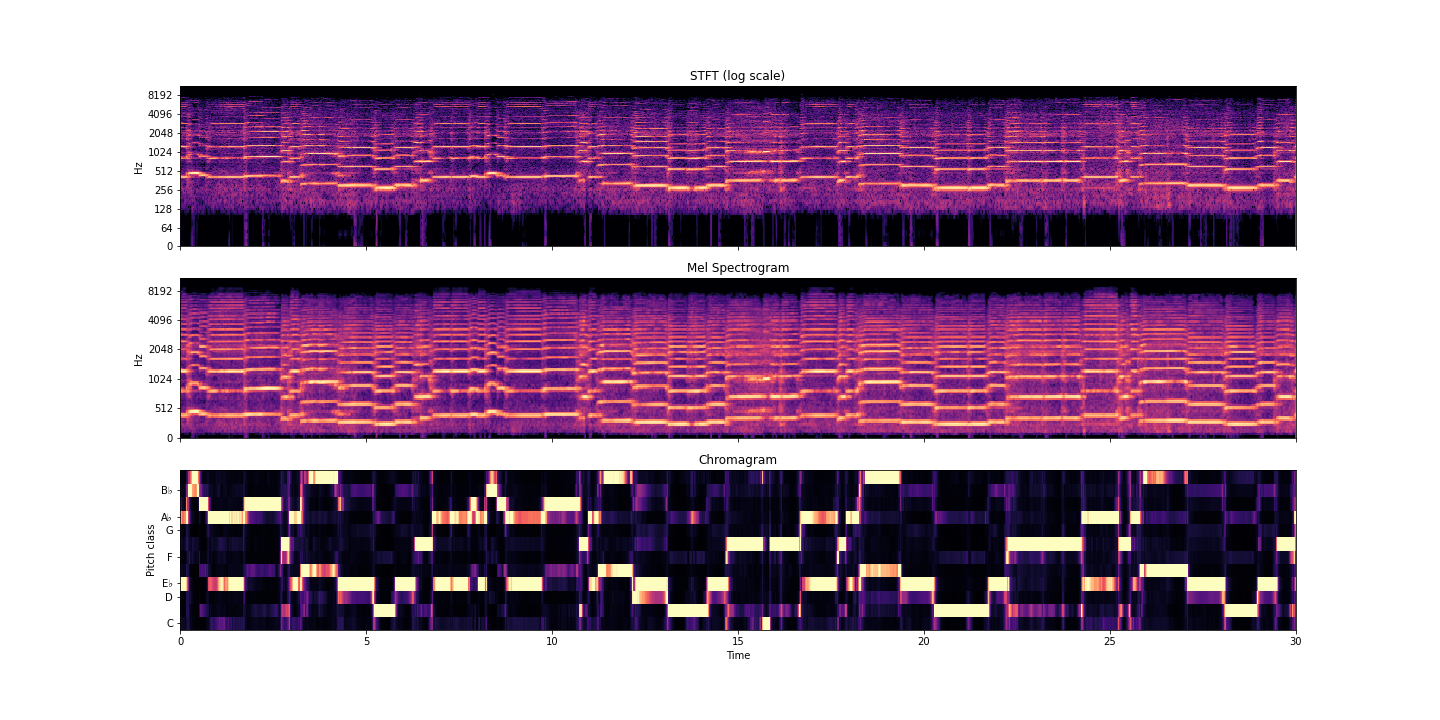 STFT (log scale)
8192
4096
2048
1024
512
256
128
64
0
Hz
Mel Spectrogram
8192
4096
2048
1024
512
0
Hz
Chromagram
B♭
A♭
G
F
E♭
D
C
Pitch class
0 5 10 15 20 25 30
Time